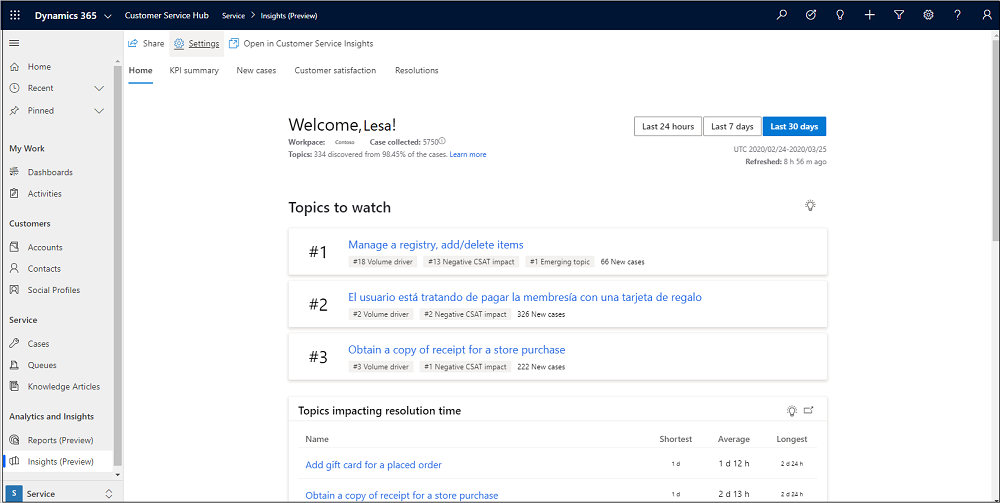 Dynamics 365 Customer Service Hub Service > Insights (Preview)
Share Settings Open in Customer Service Insights
Home KPI summary New cases Customer satisfaction Resolutions
Home
Recent
Pinned
My Work
Dashboards
Activities
Customers
Accounts
Contacts
Social Profiles
Service
Cases
Queues
Knowledge Articles
Analytics and Insights
Reports (Preview)
Insights (Preview)
S Service
Welcome, Lesa!
Last 24 hours Last 7 days Last 30 days
Workpace: Contoso Case collected: 5750
UTC 2020/02/24-2020/03/25
Topics: 334 discovered from 98.45% of the cases. Learn more
Refreshed: 8 h 56 m ago
Topics to watch
#1 Manage a registry, add/delete items
#18 Volume driver #13 Negative CSAT impact #1 Emerging topic 66 New cases
#2 El usuario está tratando de pagar la membresía con una tarjeta de regalo
#2 Volume driver #2 Negative CSAT impact 326 New cases
#3 Obtain a copy of receipt for a store purchase
#3 Volume driver #1 Negative CSAT impact 222 New cases
Topics impacting resolution time
Name Shortest Average Longest
Add gift card for a placed order 1 d 1 d 12 h 2 d 24 h
Obtain a copy of receipt for a store purchase 1 d 2 d 13 h 2 d 24 h